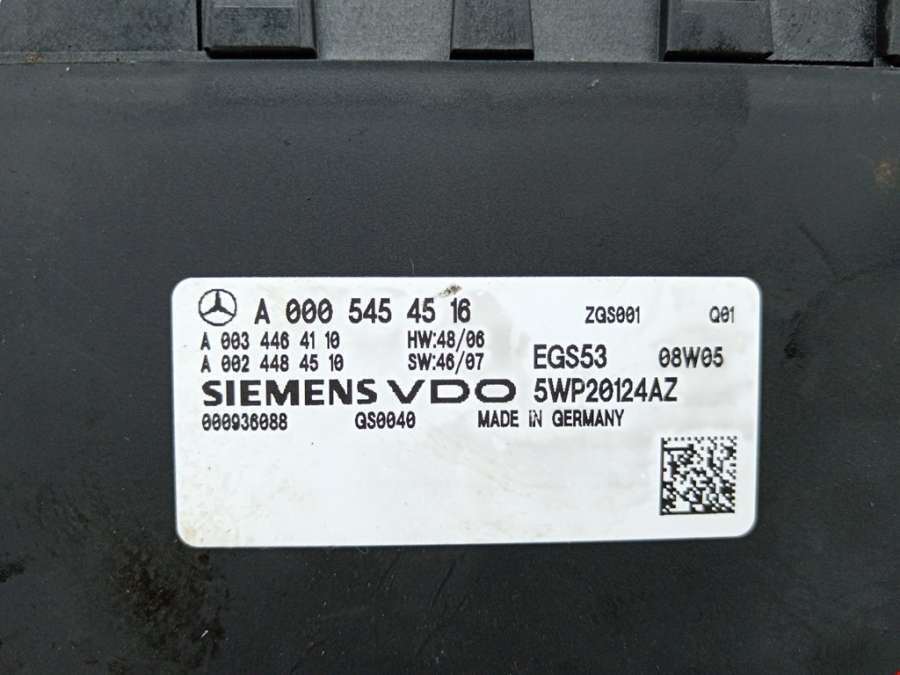 A 000 545 45 16 ZGS001 Q01
A 003 446 41 10 HW:48/06
A 002 448 45 10 SW:46/07 EGS53 08W05
SIEMENS VDO 5WP20124AZ
000936088 QS0040 MADE IN GERMANY